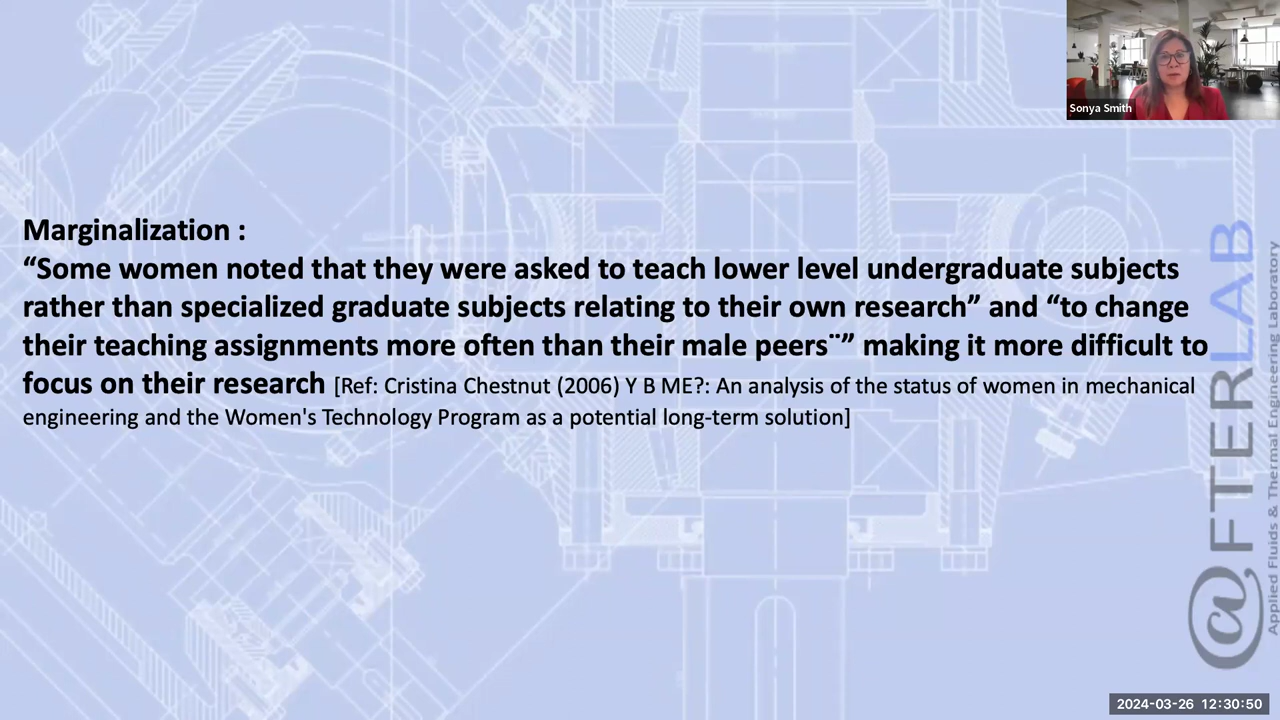 Sonya Smith
Marginalization :
“Some women noted that they were asked to teach lower level undergraduate subjects
rather than specialized graduate subjects relating to their own research” and “to change
their teaching assignments more often than their male peers¨” making it more difficult to
focus on their research [Ref: Cristina Chestnut (2006) Y B ME?: An analysis of the status of women in mechanical
engineering and the Women's Technology Program as a potential long-term solution]
@FTERLAB
Applied Fluids & Thermal Engineering Laboratory
2024-03-26 12:30:50